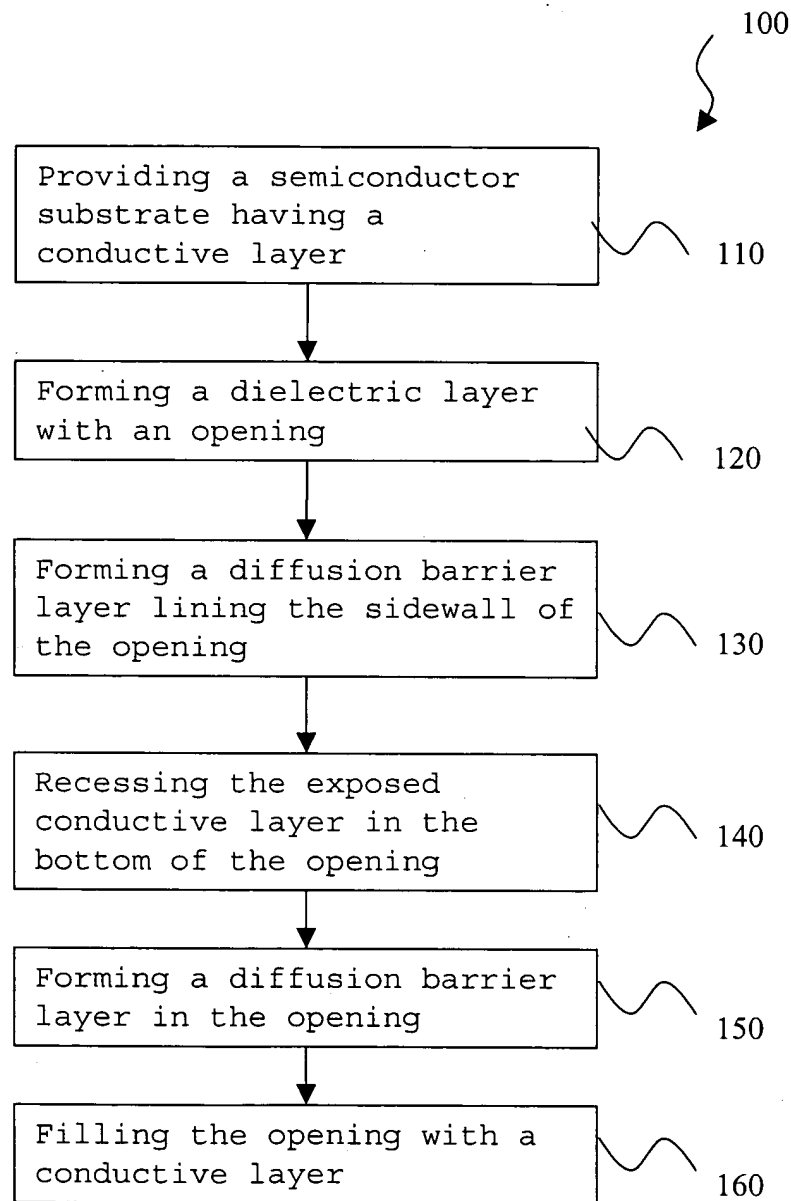 100
Providing a semiconductor
substrate having a
conductive layer
110
Forming a dielectric layer
with an opening
120
Forming a diffusion barrier
layer lining the sidewall of
the opening
130
Recessing the exposed
conductive layer in the
bottom of the opening
140
Forming a diffusion barrier
layer in the opening
150
Filling the opening with a
conductive layer
160